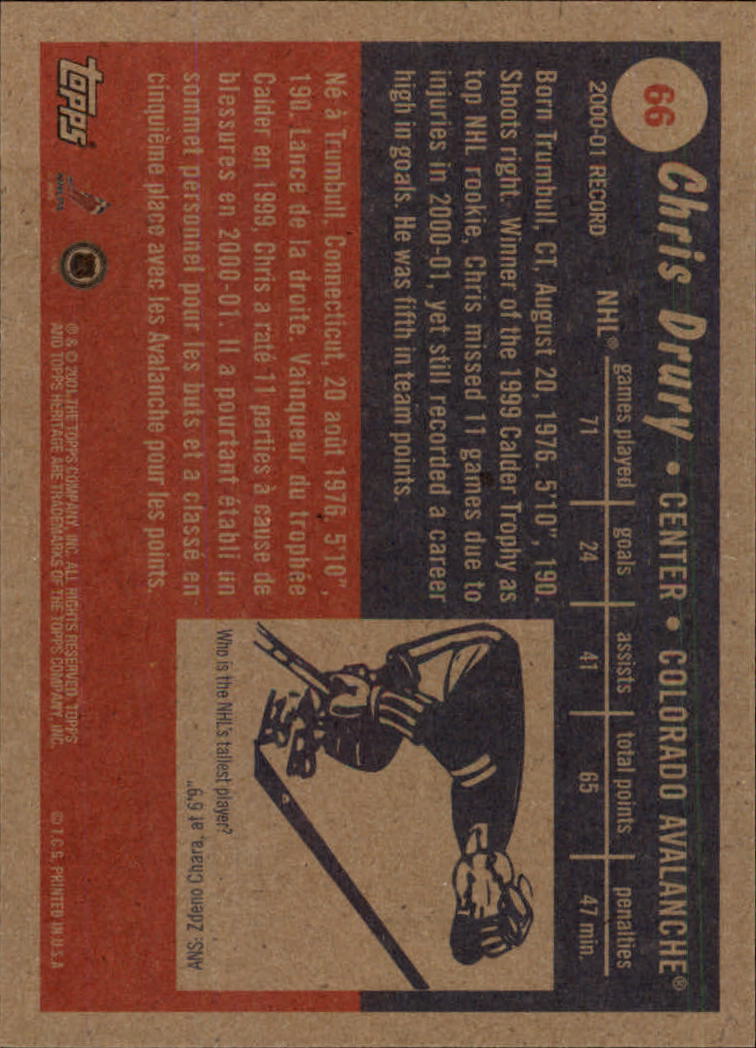 66
Chris Drury • CENTER • COLORADO AVALANCHE®
2000-01 RECORD
games played goals assists total points penalties
NHL® 71 24 41 65 47 min.
Born Trumbull, CT, August 20, 1976. 5'10", 190.
Shoots right. Winner of the 1999 Calder Trophy as
top NHL rookie, Chris missed 11 games due to
injuries in 2000-01, yet still recorded a career
high in goals. He was fifth in team points.
Né à Trumbull, Connecticut, 20 août 1976. 5'10",
190. Lance de la droite. Vainqueur du trophée
Calder en 1999, Chris a raté 11 parties à cause de
blessures en 2000-01. Il a pourtant établi un
sommet personnel pour les buts et a classé en
cinquième place avec les Avalanche pour les points.
Who is the NHL's tallest player?
ANS: Zdeno Chara, at 6'9"
topps®
® & © 2001 THE TOPPS COMPANY, INC. ALL RIGHTS RESERVED. TOPPS
AND TOPPS HERITAGE ARE TRADEMARKS OF THE TOPPS COMPANY, INC.
© T.C.G. PRINTED IN U.S.A